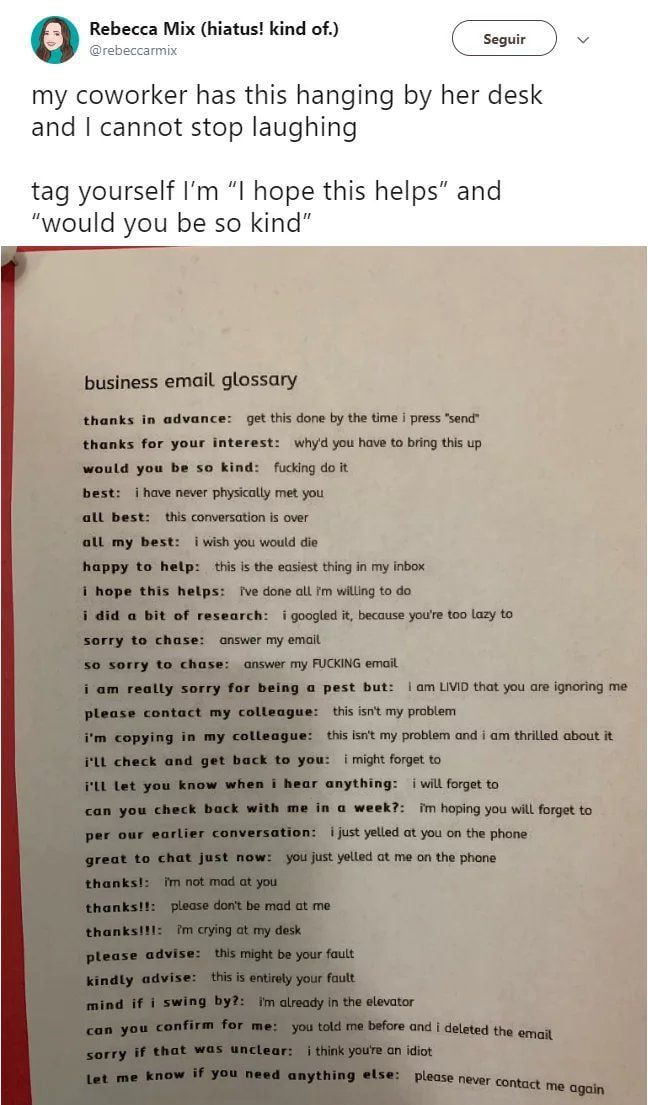 Rebecca Mix (hiatus! kind of.)
@rebeccarmix
Seguir
my coworker has this hanging by her desk
and I cannot stop laughing
tag yourself I'm “I hope this helps” and
“would you be so kind”
business email glossary
thanks in advance: get this done by the time i press "send"
thanks for your interest: why'd you have to bring this up
would you be so kind: fucking do it
best: i have never physically met you
all best: this conversation is over
all my best: i wish you would die
happy to help: this is the easiest thing in my inbox
i hope this helps: i've done all i'm willing to do
i did a bit of research: i googled it, because you're too lazy to
sorry to chase: answer my email
so sorry to chase: answer my FUCKING email
i am really sorry for being a pest but: i am LIVID that you are ignoring me
please contact my colleague: this isn't my problem
i'm copying in my colleague: this isn't my problem and i am thrilled about it
i'll check and get back to you: i might forget to
i'll let you know when i hear anything: i will forget to
can you check back with me in a week?: i'm hoping you will forget to
per our earlier conversation: i just yelled at you on the phone
great to chat just now: you just yelled at me on the phone
thanks!: i'm not mad at you
thanks!!: please don't be mad at me
thanks!!!: i'm crying at my desk
please advise: this might be your fault
kindly advise: this is entirely your fault
mind if i swing by?: i'm already in the elevator
can you confirm for me: you told me before and i deleted the email
sorry if that was unclear: i think you're an idiot
let me know if you need anything else: please never contact me again